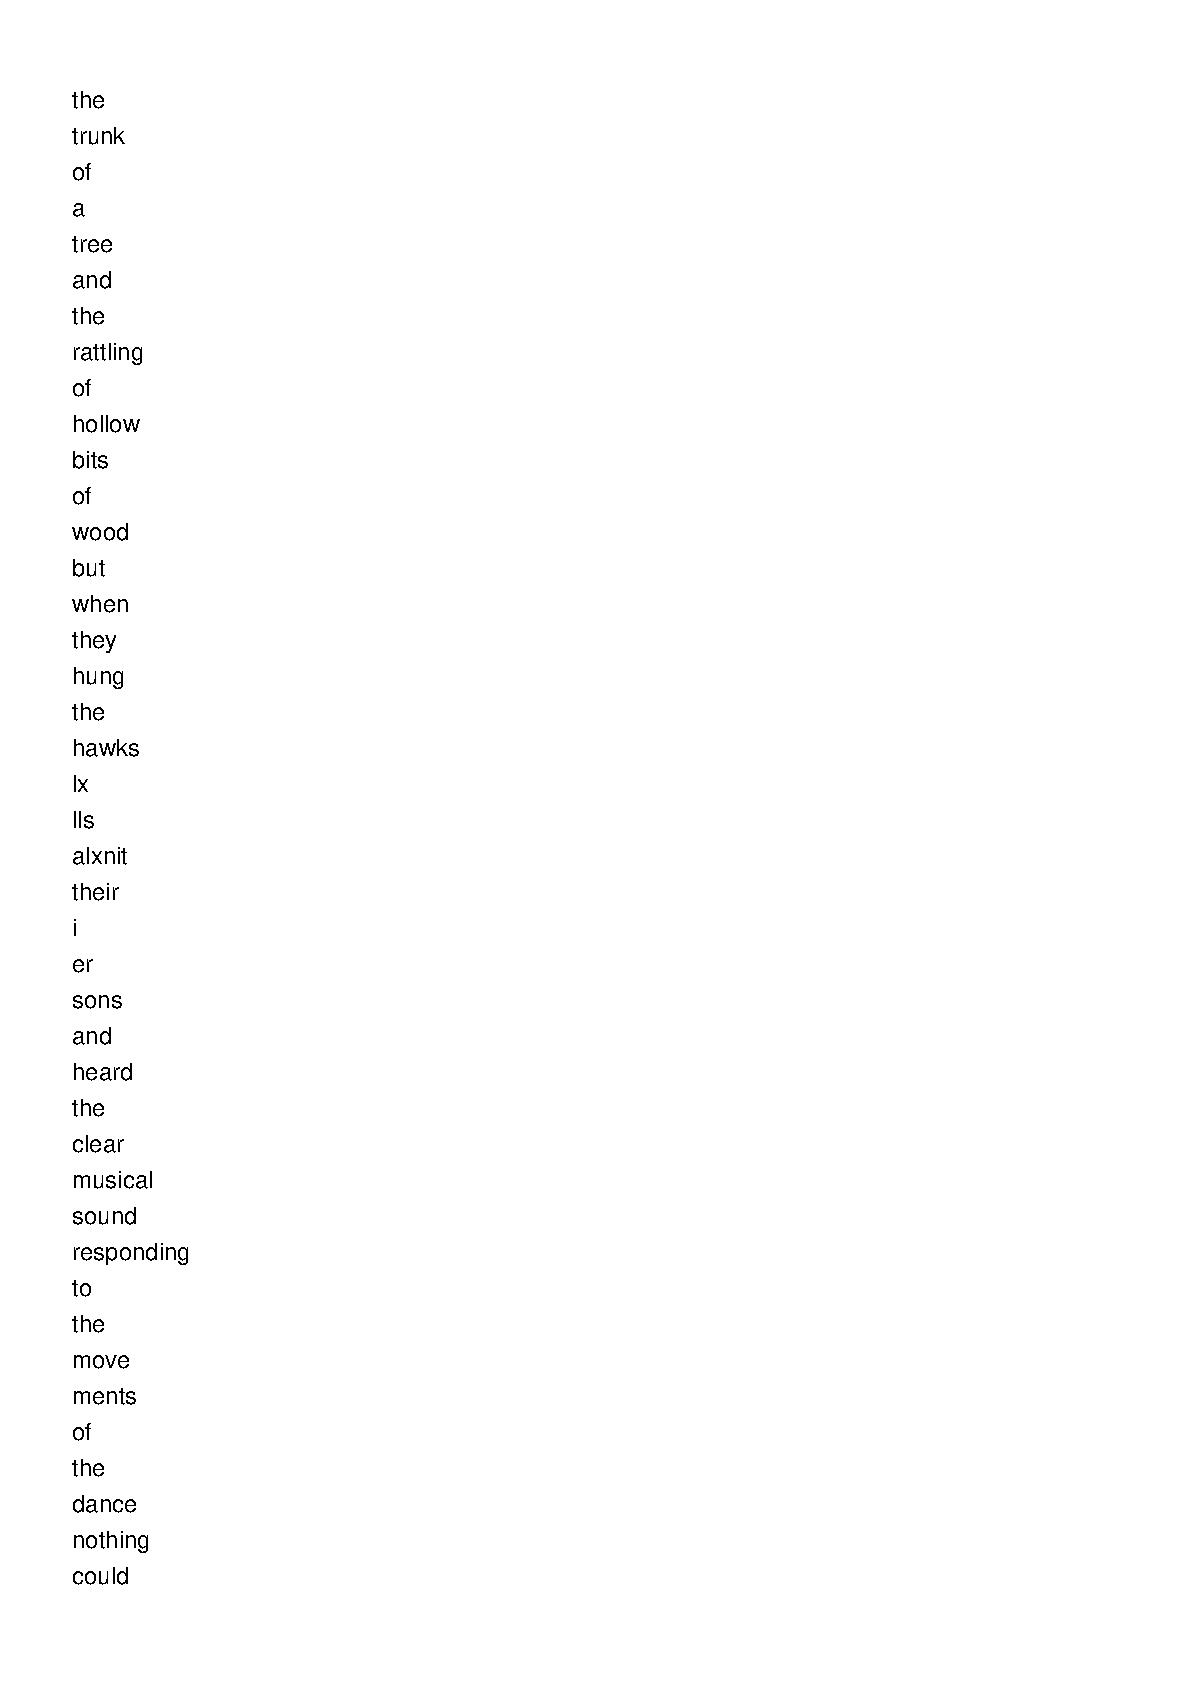 the
trunk
of
a
tree
and
the
rattling
of
hollow
bits
of
wood
but
when
they
hung
the
hawks
lx
lls
alxnit
their
i
er
sons
and
heard
the
clear
musical
sound
responding
to
the
move
ments
of
the
dance
nothing
could